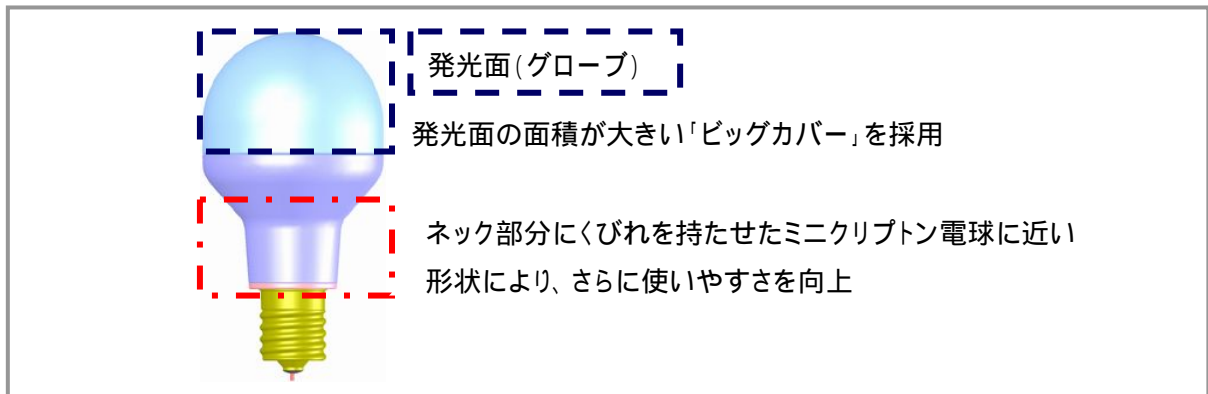 発光面(グローブ)
発光面の面積が大きい「ビッグカバー」を採用
ネック部分にくびれを持たせたミニクリプトン電球に近い
形状により、さらに使いやすさを向上